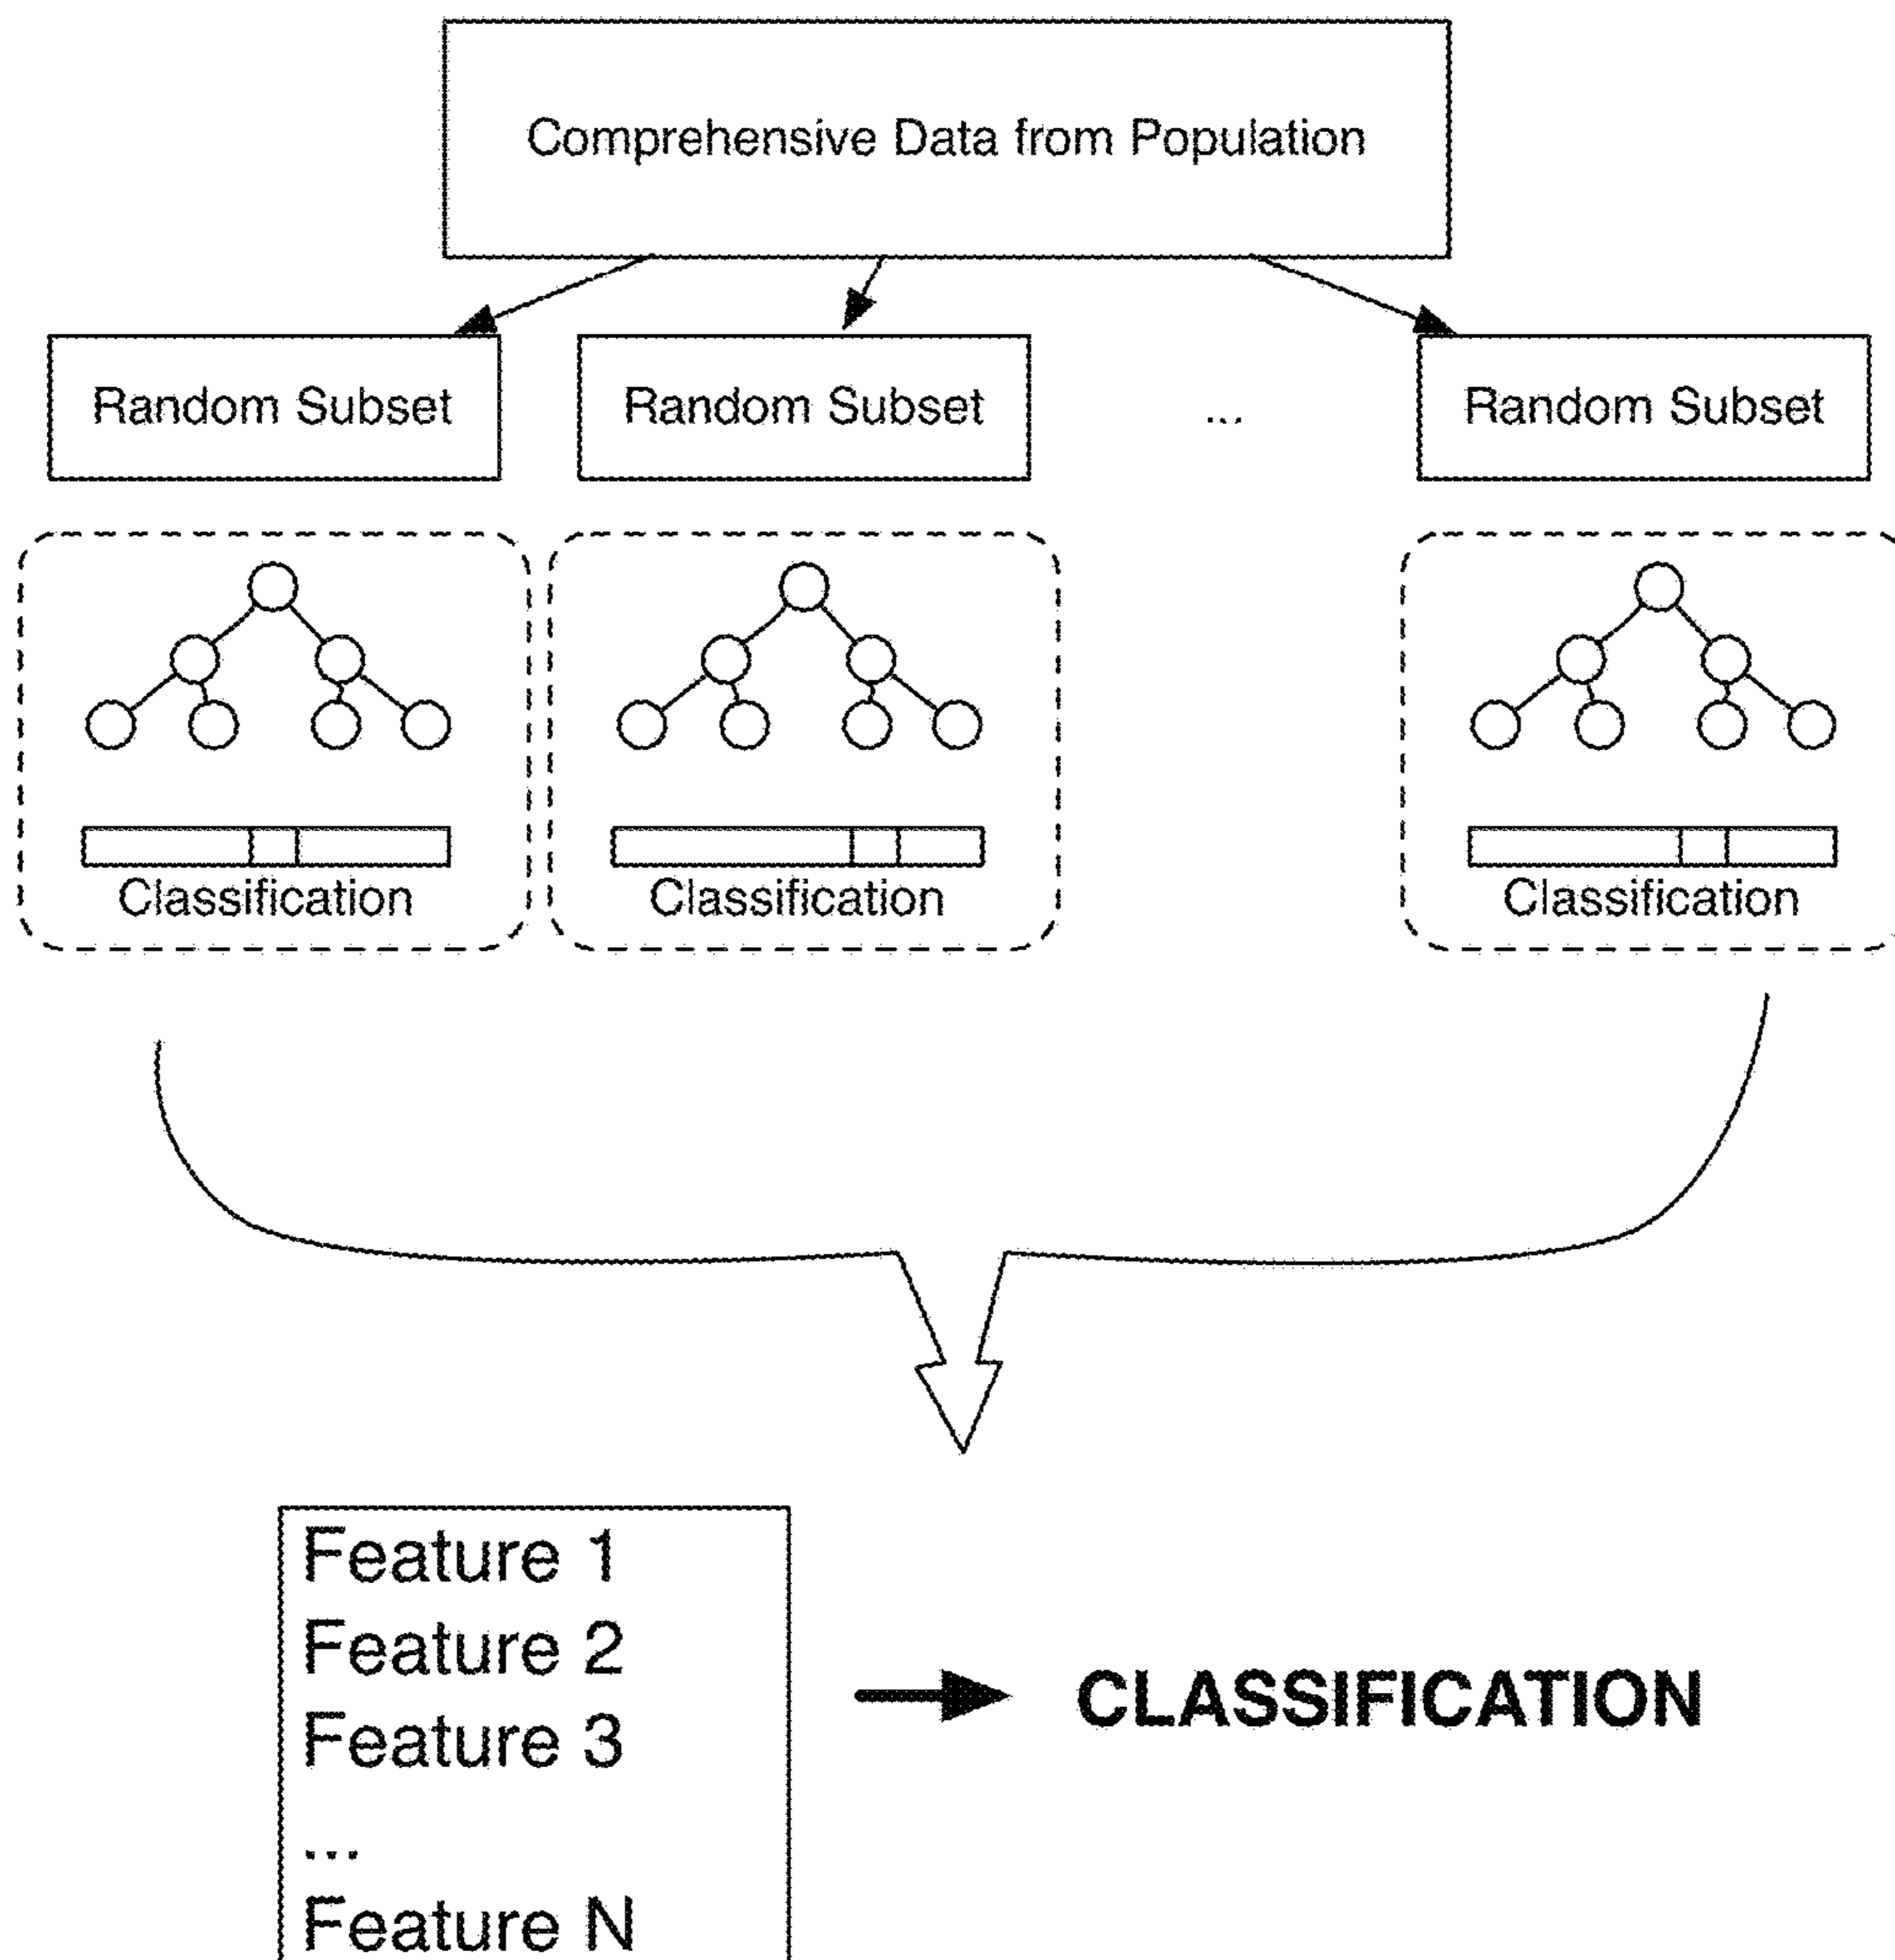 Comprehensive Data from Population
Random Subset
Random Subset
...
Random Subset
Classification
Classification
Classification
Feature 1
Feature 2
Feature 3
...
Feature N
CLASSIFICATION